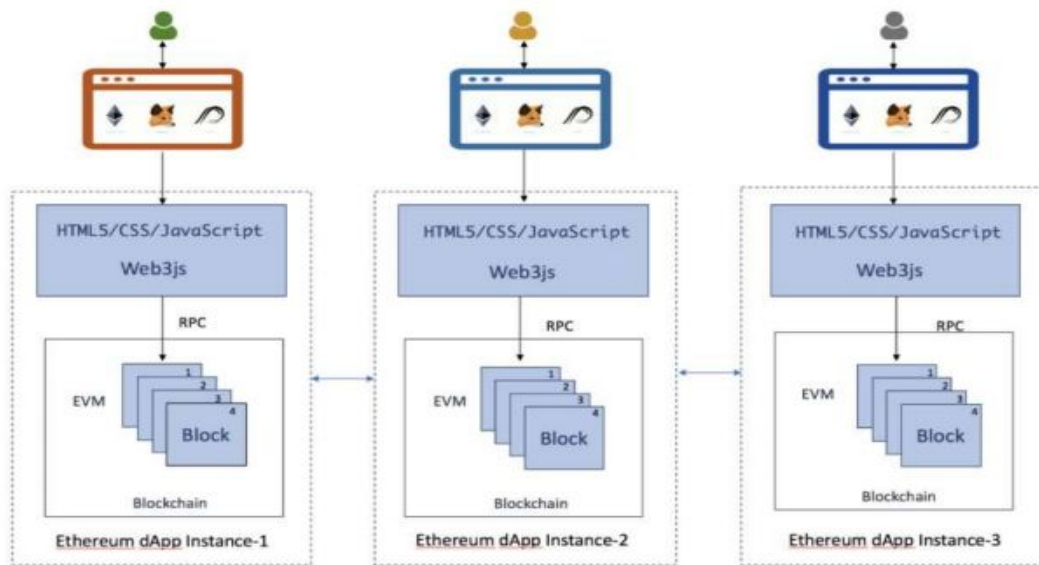 HTML5/CSS/JavaScript
Web3js
RPC
EVM
1
2
3
4
Block
Blockchain
Ethereum dApp Instance-1
HTML5/CSS/JavaScript
Web3js
RPC
EVM
1
2
3
4
Block
Blockchain
Ethereum dApp Instance-2
HTML5/CSS/JavaScript
Web3js
RPC
EVM
1
2
3
4
Block
Blockchain
Ethereum dApp Instance-3